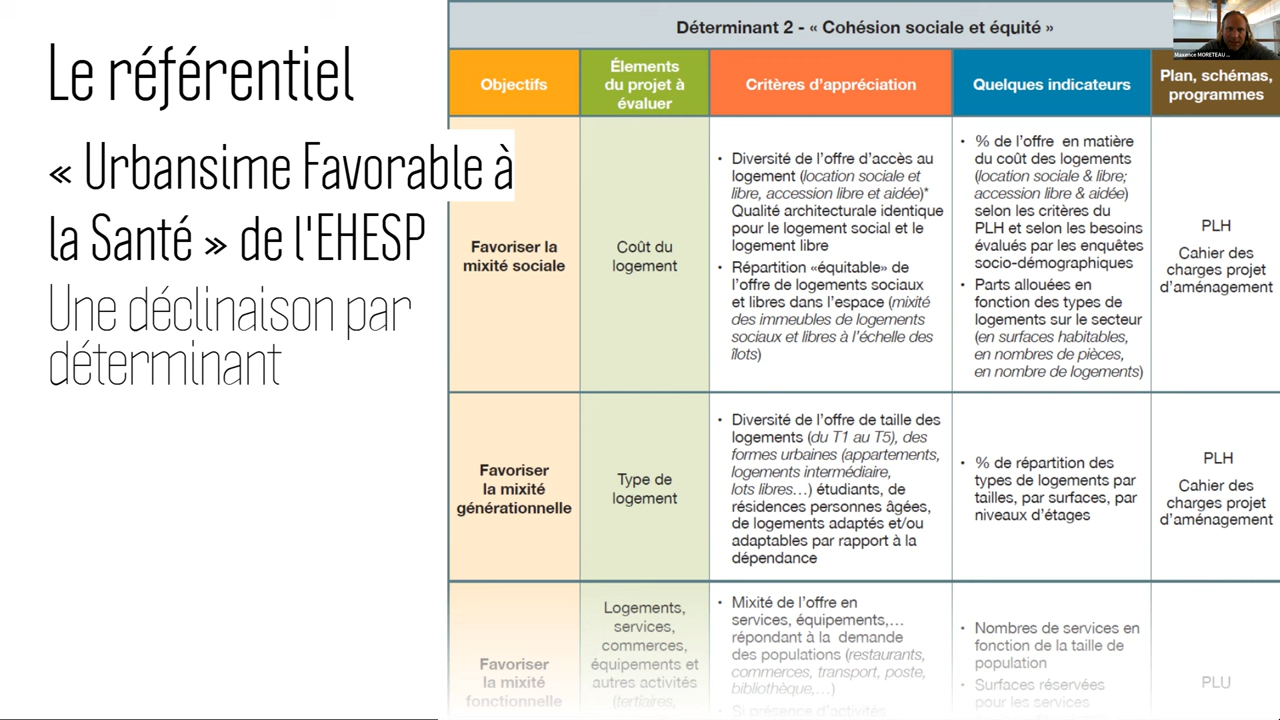 Le référentiel
« Urbansime Favorable à
la Santé » de l'EHESP
Une déclinaison par
déterminant
Déterminant 2 - « Cohésion sociale et équité »
Maxence MORETEAU ...
Objectifs
Élements
du projet à
évaluer
Critères d'appréciation
Quelques indicateurs
Plan, schémas,
programmes
Favoriser la
mixité sociale
Coût du
logement
• Diversité de l'offre d'accès au
logement (location sociale et
libre, accession libre et aidée)*
Qualité architecturale identique
pour le logement social et le
logement libre
• Répartition «équitable» de
l'offre de logements sociaux
et libres dans l'espace (mixité
des immeubles de logements
sociaux et libres à l'échelle des
îlots)
• % de l'offre en matière
du coût des logements
(location sociale & libre;
accession libre & aidée)
selon les critères du
PLH et selon les besoins
évalués par les enquêtes
socio-démographiques
• Parts allouées en
fonction des types de
logements sur le secteur
(en surfaces habitables,
en nombres de pièces,
en nombre de logements)
PLH
Cahier des
charges projet
d'aménagement
Favoriser
la mixité
générationnelle
Type de
logement
• Diversité de l'offre de taille des
logements (du T1 au T5), des
formes urbaines (appartements,
logements intermédiaire,
lots libres…) étudiants, de
résidences personnes âgées,
de logements adaptés et/ou
adaptables par rapport à la
dépendance
• % de répartition des
types de logements par
tailles, par surfaces, par
niveaux d'étages
PLH
Cahier des
charges projet
d'aménagement
Favoriser
la mixité
fonctionnelle
Logements,
services,
commerces,
équipements et
autres activités
(tertiaires,
• Mixité de l'offre en
services, équipements,…
répondant à la demande
des populations (restaurants,
commerces, transport, poste,
bibliothèque,…)
• Si présence d'activités
• Nombres de services en
fonction de la taille de
population
• Surfaces réservées
pour les services
PLU